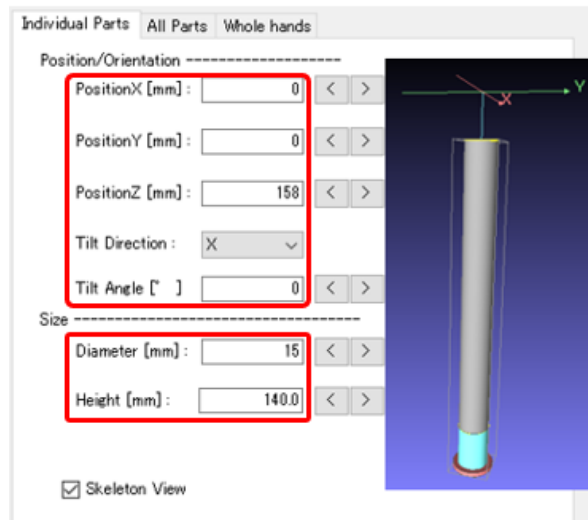 Individual Parts All Parts Whole hands
Position/Orientation --------------------
PositionX [mm] : 0 < >
PositionY [mm] : 0 < >
PositionZ [mm] : 158 < >
Tilt Direction : X
Tilt Angle [° ] 0 < >
Size --------------------------------------
Diameter [mm] : 15 < >
Height [mm] : 140.0 < >
Skeleton View
X Y